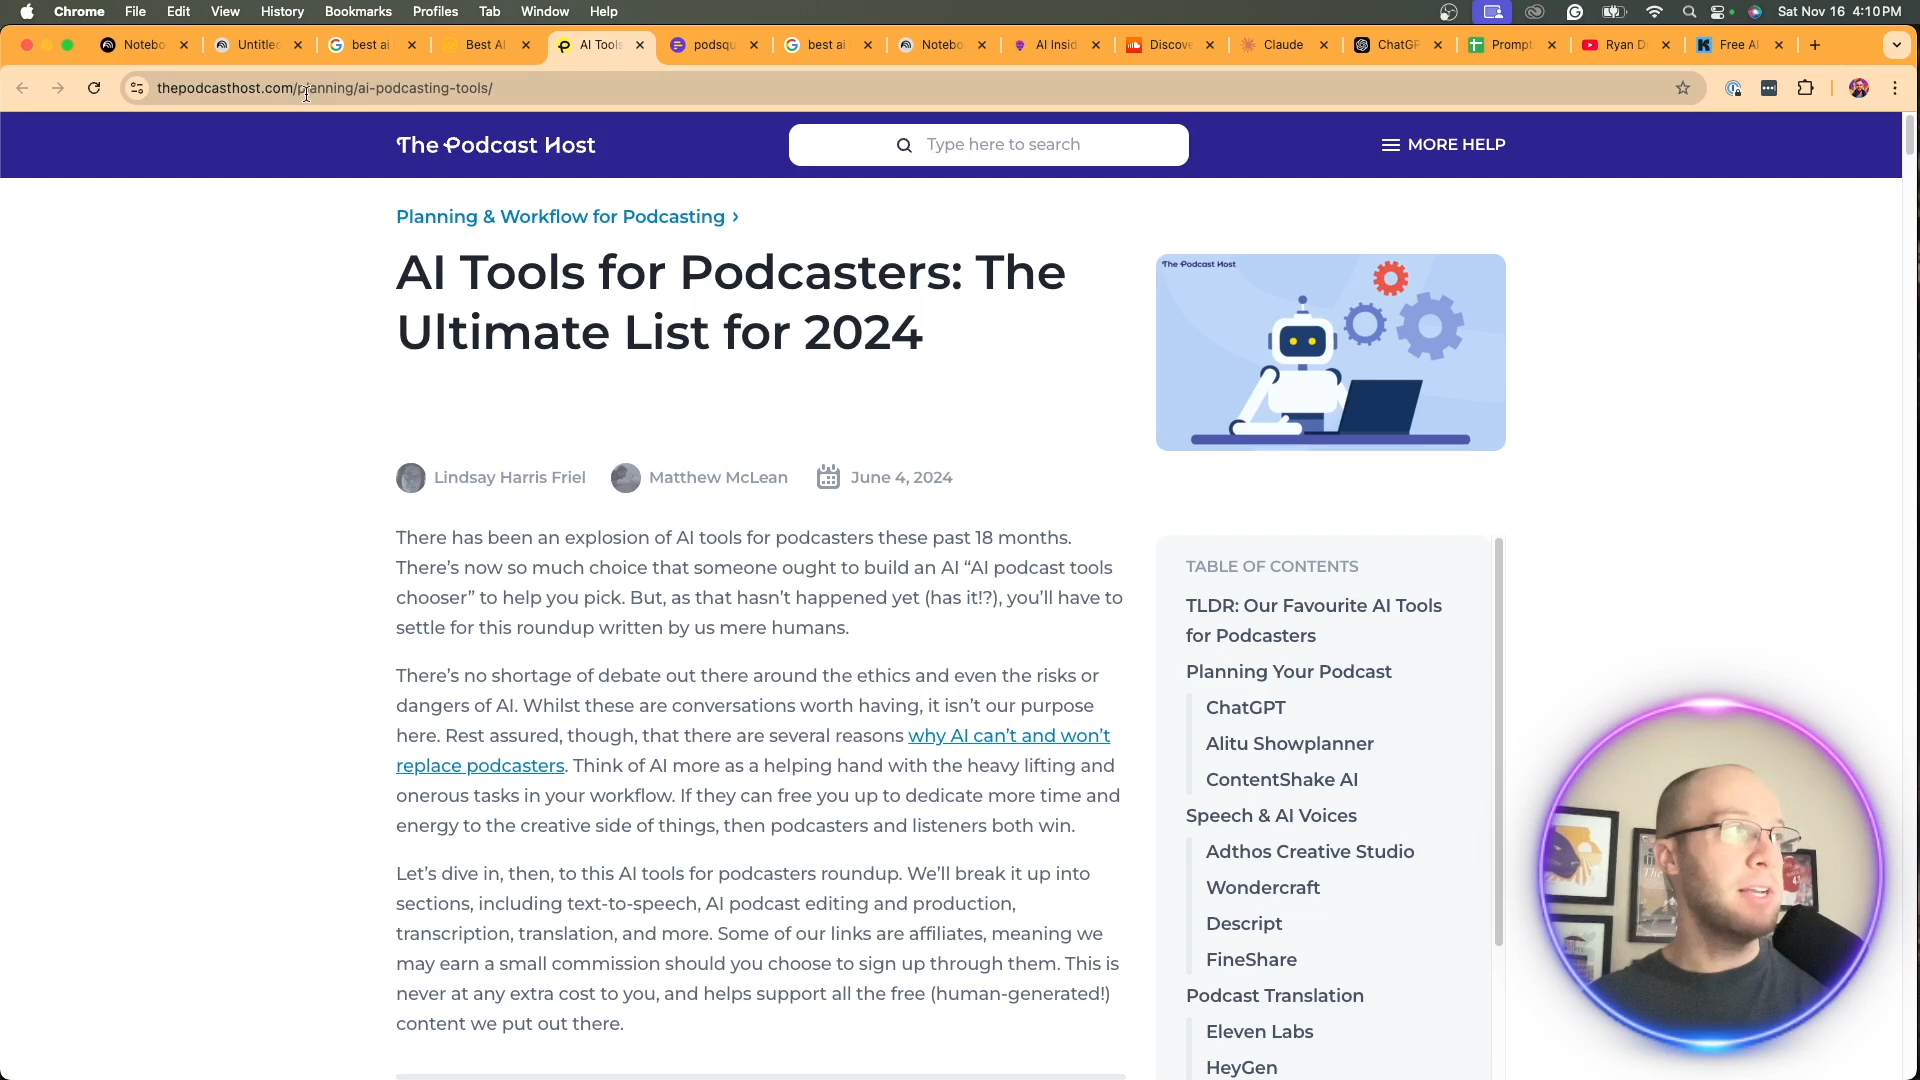 Chrome File Edit View History Bookmarks Profiles Tab Window Help Sat Nov 16 4:10 PM
Notebo Untitled best ai Best AI AI Tools podsqu best ai Notebo AI Insid Discove Claude ChatGP Prompt Ryan D Free AI
thepodcasthost.com/planning/ai-podcasting-tools/
The Podcast Host Type here to search MORE HELP
Planning & Workflow for Podcasting ›
AI Tools for Podcasters: The
Ultimate List for 2024
The Podcast Host
Lindsay Harris Friel Matthew McLean June 4, 2024
There has been an explosion of AI tools for podcasters these past 18 months.
There’s now so much choice that someone ought to build an AI “AI podcast tools
chooser” to help you pick. But, as that hasn’t happened yet (has it!?), you’ll have to
settle for this roundup written by us mere humans.
There’s no shortage of debate out there around the ethics and even the risks or
dangers of AI. Whilst these are conversations worth having, it isn’t our purpose
here. Rest assured, though, that there are several reasons why AI can’t and won’t
replace podcasters. Think of AI more as a helping hand with the heavy lifting and
onerous tasks in your workflow. If they can free you up to dedicate more time and
energy to the creative side of things, then podcasters and listeners both win.
Let’s dive in, then, to this AI tools for podcasters roundup. We’ll break it up into
sections, including text-to-speech, AI podcast editing and production,
transcription, translation, and more. Some of our links are affiliates, meaning we
may earn a small commission should you choose to sign up through them. This is
never at any extra cost to you, and helps support all the free (human-generated!)
content we put out there.
TABLE OF CONTENTS
TLDR: Our Favourite AI Tools
for Podcasters
Planning Your Podcast
ChatGPT
Alitu Showplanner
ContentShake AI
Speech & AI Voices
Adthos Creative Studio
Wondercraft
Descript
FineShare
Podcast Translation
Eleven Labs
HeyGen